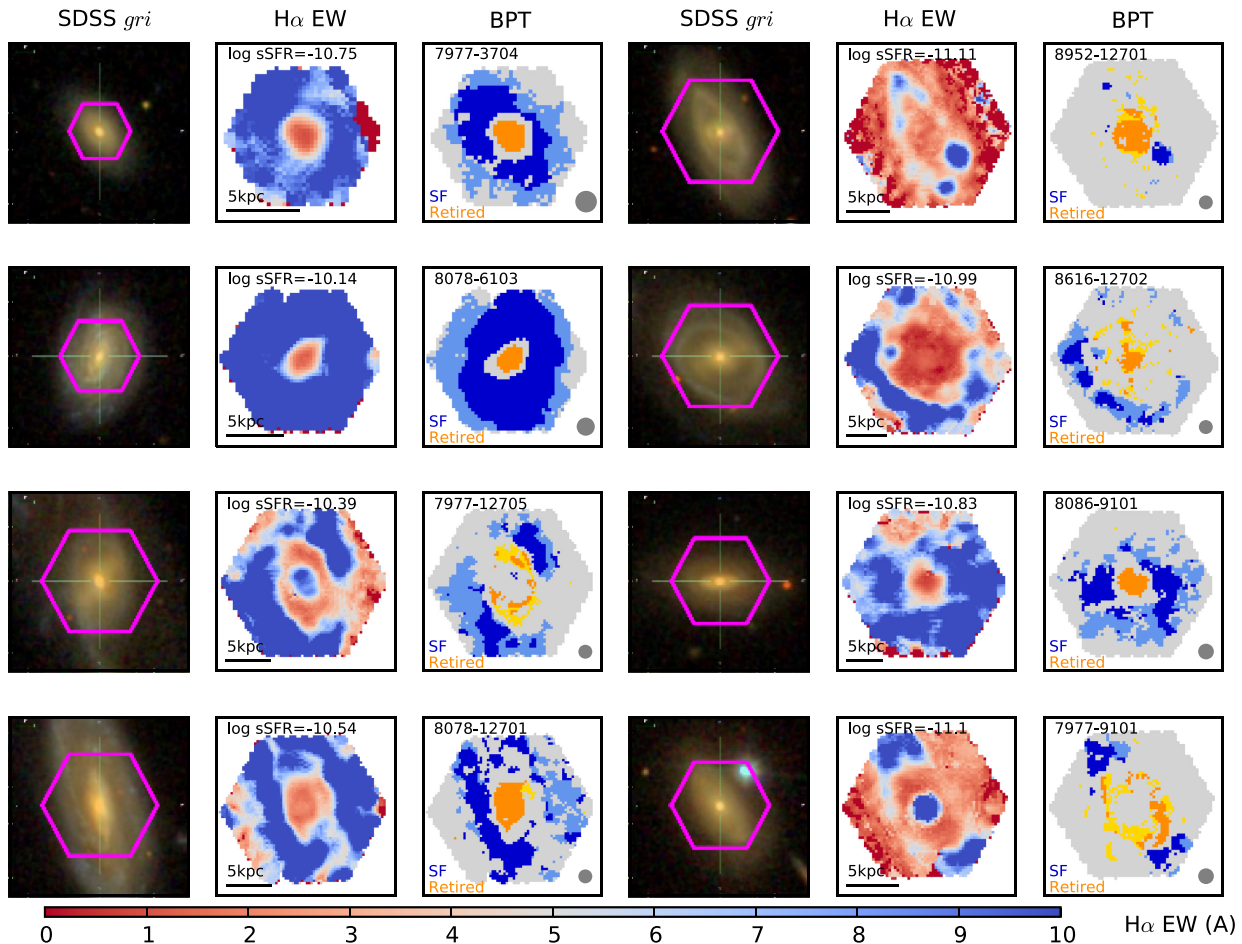 SDSS gri Hα EW BPT SDSS gri Hα EW BPT
log sSFR=-10.75 7977-3704 log sSFR=-11.11 8952-12701
5kpc SF 5kpc SF
Retired Retired
log sSFR=-10.14 8078-6103 log sSFR=-10.99 8616-12702
5kpc SF 5kpc SF
Retired Retired
log sSFR=-10.39 7977-12705 log sSFR=-10.83 8086-9101
5kpc SF 5kpc SF
Retired Retired
log sSFR=-10.54 8078-12701 log sSFR=-11.1 7977-9101
5kpc SF 5kpc SF
Retired Retired
0 1 2 3 4 5 6 7 8 9 10 Hα EW (A)